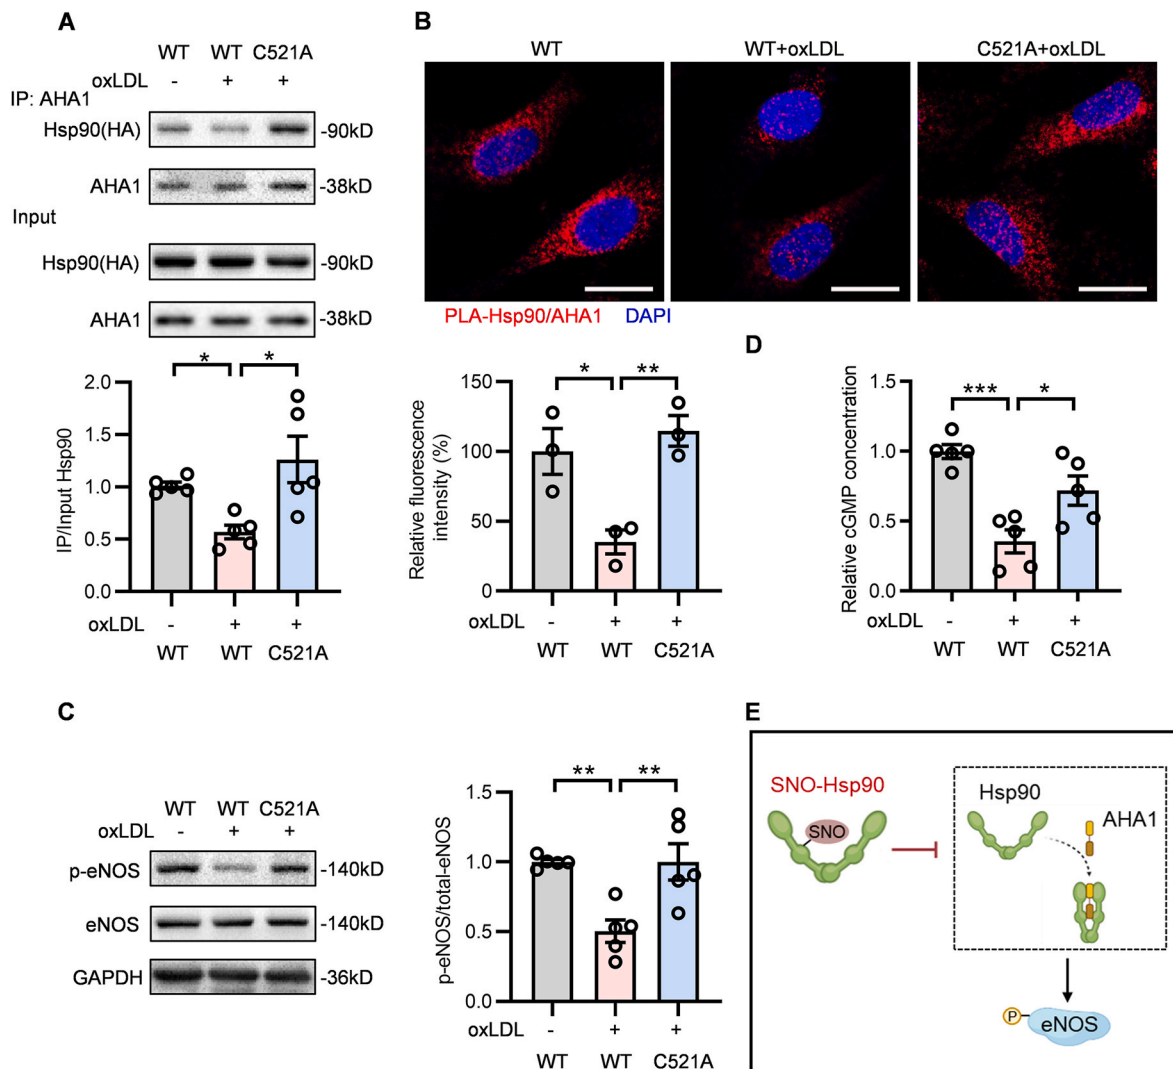 A
WT WT C521A
oxLDL - + +
IP: AHA1
Hsp90(HA) -90kD
AHA1 -38kD
Input
Hsp90(HA) -90kD
AHA1 -38kD
IP/Input Hsp90
2.0
1.5
1.0
0.5
0.0
* *
oxLDL - + +
WT WT C521A
B
WT WT+oxLDL C521A+oxLDL
PLA-Hsp90/AHA1 DAPI
Relative fluorescence
intensity (%)
150
100
50
0
* **
oxLDL - + +
WT WT C521A
D
Relative cGMP concentration
1.5
1.0
0.5
0.0
*** *
oxLDL - + +
WT WT C521A
C
WT WT C521A
oxLDL - + +
p-eNOS -140kD
eNOS -140kD
GAPDH -36kD
p-eNOS/total-eNOS
1.5
1.0
0.5
0.0
** **
oxLDL - + +
WT WT C521A
E
SNO-Hsp90
SNO
Hsp90
AHA1
P
eNOS